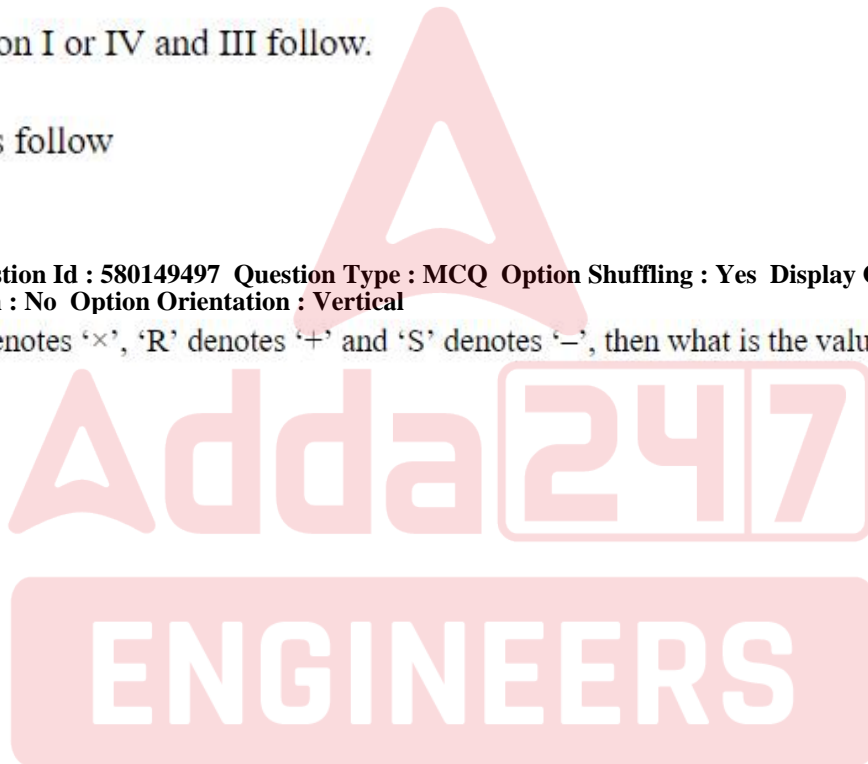 on I or IV and III follow.
s follow
stion Id : 580149497 Question Type : MCQ Option Shuffling : Yes Display
: No Option Orientation : Vertical
enotes ‘×’, ‘R’ denotes ‘+’ and ‘S’ denotes ‘–’, then what is the valu
Adda247
ENGINEERS